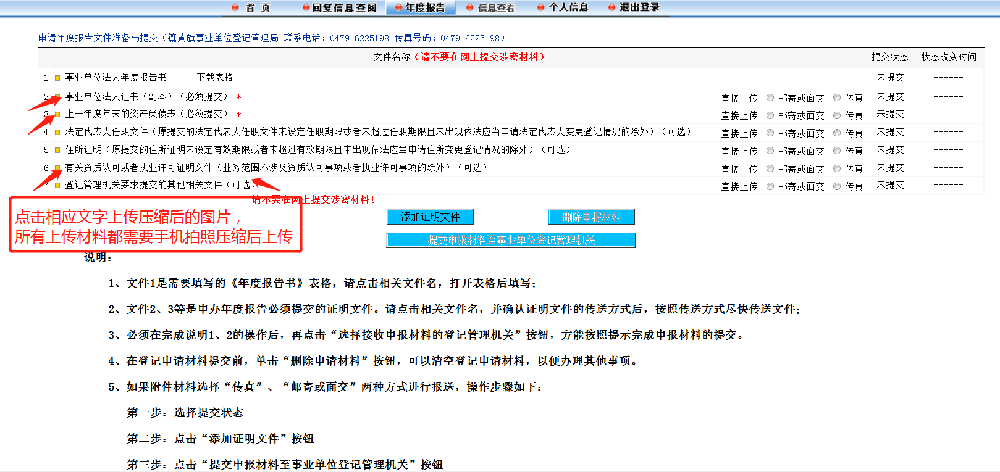 首 页 回复信息查阅 年度报告 信息查看 个人信息 退出登录
申请年度报告文件准备与提交（镶黄旗事业单位登记管理局 联系电话：0479-6225198 传真号码：0479-6225198）
文件名称（请不要在网上提交涉密材料） 提交状态 状态改变时间
1 事业单位法人年度报告书 下载表格 未提交 ------
2 事业单位法人证书（副本）（必须提交） * 直接上传 邮寄或面交 传真 未提交 ------
3 上一年度年末的资产负债表（必须提交） * 直接上传 邮寄或面交 传真 未提交 ------
4 法定代表人任职文件（原提交的法定代表人任职文件未设定任职期限或者未超过任职期限且未出现依法应当申请法定代表人变更登记情况的除外）（可选） 直接上传 邮寄或面交 传真 未提交 ------
5 住所证明（原提交的住所证明未设定有效期限或者未超过有效期限且未出现依法应当申请住所变更登记情况的除外）（可选） 直接上传 邮寄或面交 传真 未提交 ------
6 有关资质认可或者执业许可证明文件（业务范围不涉及资质认可事项或者执业许可事项的除外）（可选） 直接上传 邮寄或面交 传真 未提交 ------
7 登记管理机关要求提交的其他相关文件（可选） 直接上传 邮寄或面交 传真 未提交 ------
请不要在网上提交涉密材料！
点击相应文字上传压缩后的图片，
所有上传材料都需要手机拍照压缩后上传
添加证明文件 删除申报材料
提交申报材料至事业单位登记管理机关
说明：
1、文件1是需要填写的《年度报告书》表格，请点击相关文件名，打开表格后填写；
2、文件2、3等是申办年度报告必须提交的证明文件。请点击相关文件名，并确认证明文件的传送方式后，按照传送方式尽快传送文件；
3、必须在完成说明1、2的操作后，再点击“选择接收申报材料的登记管理机关”按钮，方能按照提示完成申报材料的提交。
4、在登记申请材料提交前，单击“删除申请材料”按钮，可以清空登记申请材料，以便办理其他事项。
5、如果附件材料选择“传真”、“邮寄或面交”两种方式进行报送，操作步骤如下：
第一步：选择提交状态
第二步：点击“添加证明文件”按钮
第三步：点击“提交申报材料至事业单位登记管理机关”按钮